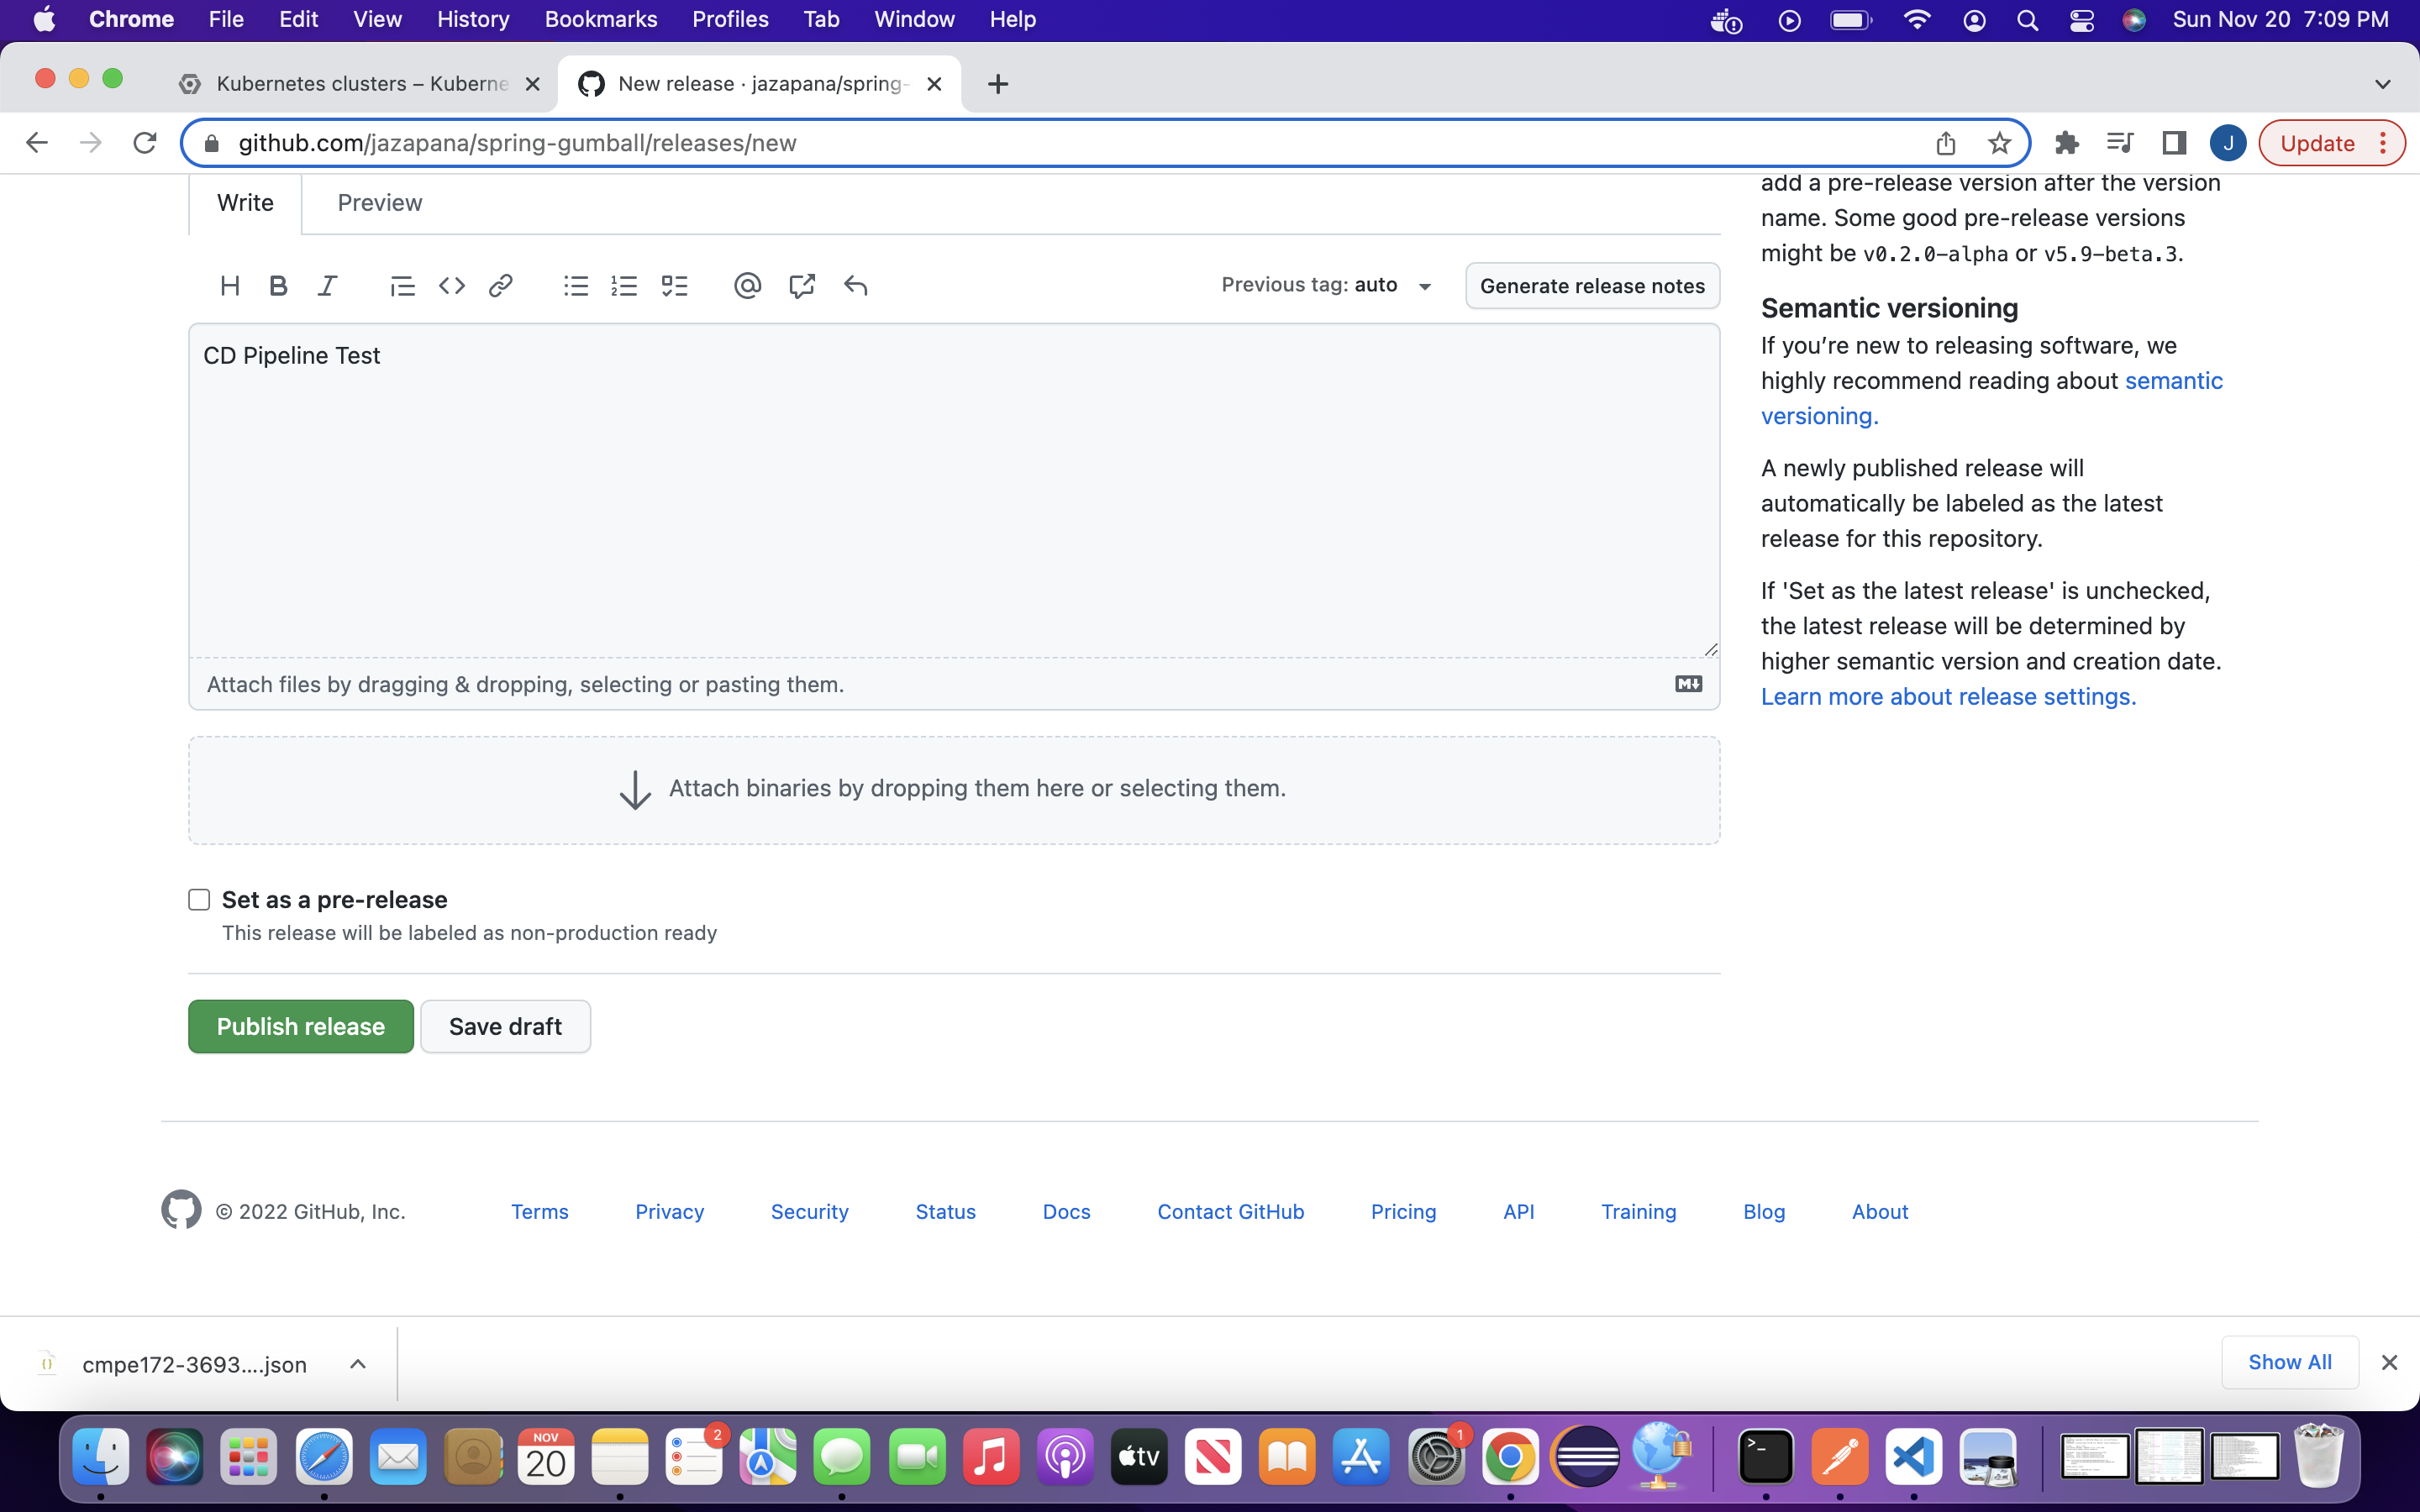 Chrome File Edit View History Bookmarks Profiles Tab Window Help Sun Nov 20 7:09 PM
Kubernetes clusters – Kuberne New release · jazapana/spring-
github.com/jazapana/spring-gumball/releases/new J Update
Write Preview
Previous tag: auto Generate release notes
CD Pipeline Test
Attach files by dragging & dropping, selecting or pasting them.
Attach binaries by dropping them here or selecting them.
Set as a pre-release
This release will be labeled as non-production ready
Publish release Save draft
add a pre-release version after the version
name. Some good pre-release versions
might be v0.2.0-alpha or v5.9-beta.3.
Semantic versioning
If you’re new to releasing software, we
highly recommend reading about semantic
versioning.
A newly published release will
automatically be labeled as the latest
release for this repository.
If 'Set as the latest release' is unchecked,
the latest release will be determined by
higher semantic version and creation date.
Learn more about release settings.
© 2022 GitHub, Inc. Terms Privacy Security Status Docs Contact GitHub Pricing API Training Blog About
cmpe172-3693....json Show All
NOV
20
2
tv
1